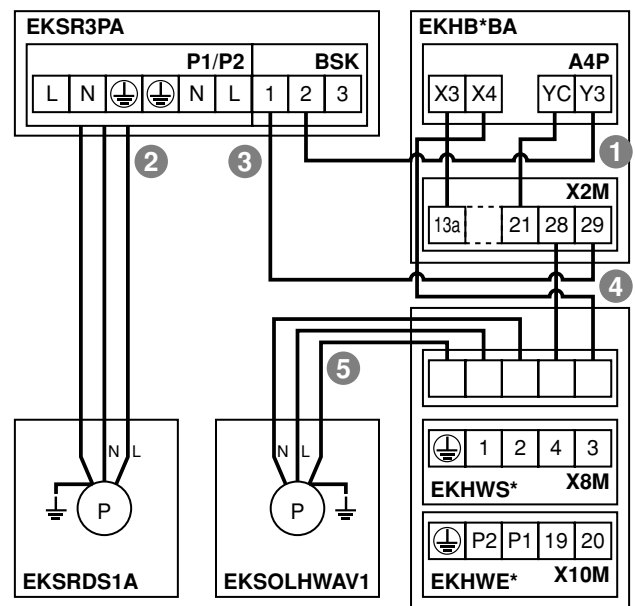 EKSR3PA
P1/P2 BSK
L N N L 1 2 3
EKHB*BA
A4P
X3 X4 YC Y3
1
X2M
13a 21 28 29
2
3
4
5
N L
P
EKSRDS1A
N L
P
EKSOLHWAV1
1 2 4 3
EKHWS* X8M
P2 P1 19 20
EKHWE* X10M